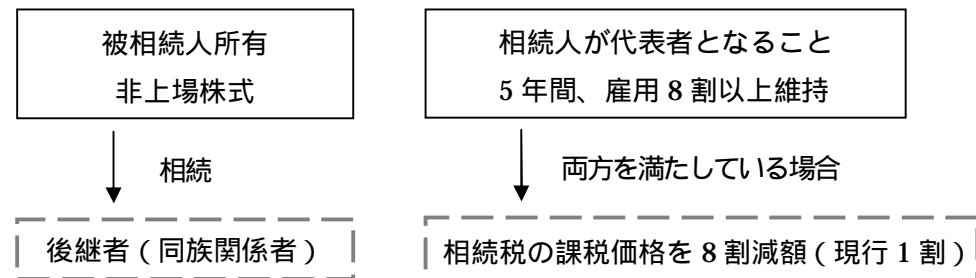 被相続人所有
非上場株式
相続
後継者（同族関係者）
相続人が代表者となること
5年間、雇用8割以上維持
両方を満たしている場合
相続税の課税価格を8割減額（現行1割）